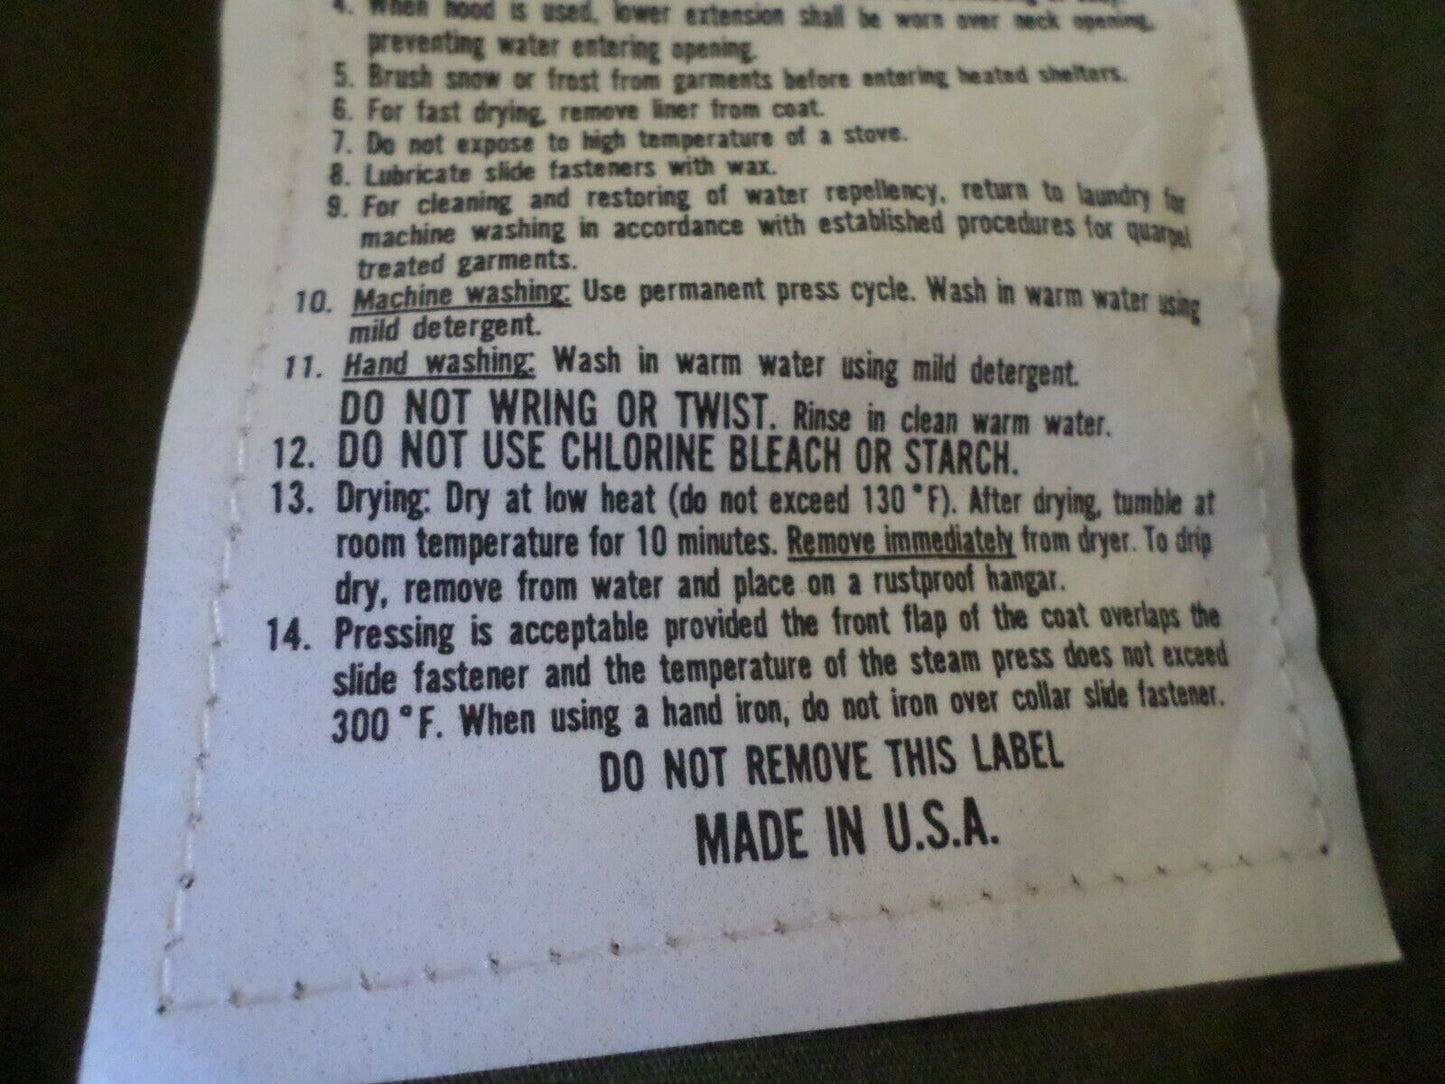 4. When hood is used, lower extension shall be worn over neck opening,
preventing water entering opening.
5. Brush snow or frost from garments before entering heated shelters.
6. For fast drying, remove liner from coat.
7. Do not expose to high temperature of a stove.
8. Lubricate slide fasteners with wax.
9. For cleaning and restoring of water repellency, return to laundry for
machine washing in accordance with established procedures for quarpel
treated garments.
10. Machine washing: Use permanent press cycle. Wash in warm water using
mild detergent.
11. Hand washing: Wash in warm water using mild detergent.
DO NOT WRING OR TWIST. Rinse in clean warm water.
12. DO NOT USE CHLORINE BLEACH OR STARCH.
13. Drying: Dry at low heat (do not exceed 130°F). After drying, tumble at
room temperature for 10 minutes. Remove immediately from dryer. To drip
dry, remove from water and place on a rustproof hangar.
14. Pressing is acceptable provided the front flap of the coat overlaps the
slide fastener and the temperature of the steam press does not exceed
300°F. When using a hand iron, do not iron over collar slide fastener.
DO NOT REMOVE THIS LABEL
MADE IN U.S.A.